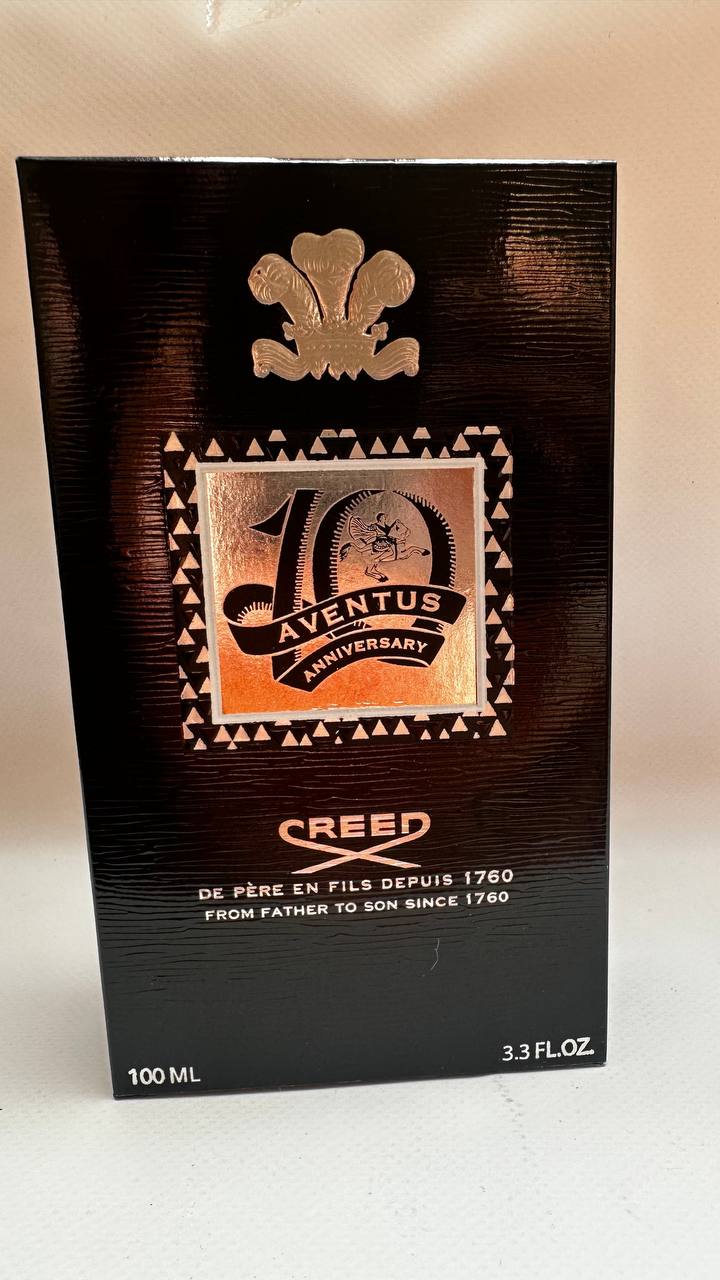 10
AVENTUS
ANNIVERSARY
CREED
DE PÈRE EN FILS DEPUIS 1760
FROM FATHER TO SON SINCE 1760
100 ML
3.3 FL.OZ.